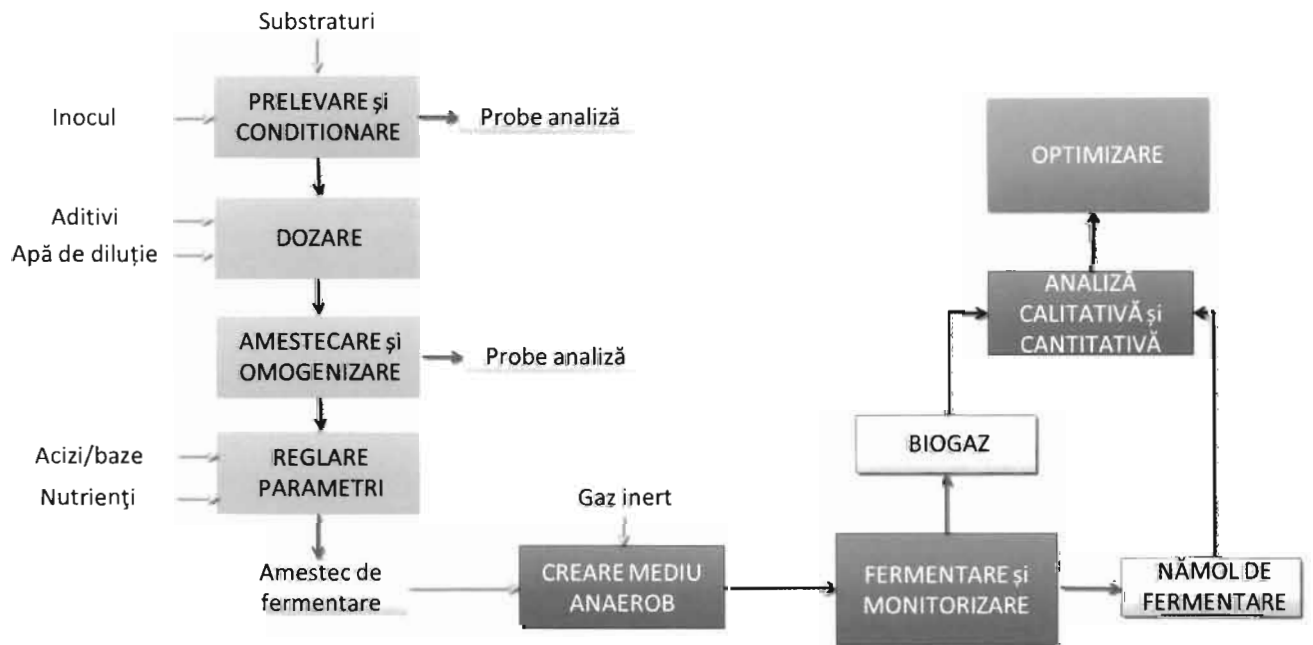 Substraturi
Inocul
PRELEVARE și
CONDITIONARE
Probe analiză
Aditivi
Apă de diluție
DOZARE
AMESTECARE și
OMOGENIZARE
Probe analiză
Acizi/baze
Nutrienți
REGLARE
PARAMETRI
Amestec de
fermentare
Gaz inert
CREARE MEDIU
ANAEROB
FERMENTARE și
MONITORIZARE
BIOGAZ
NĂMOL DE
FERMENTARE
ANALIZĂ
CALITATIVĂ și
CANTITATIVĂ
OPTIMIZARE